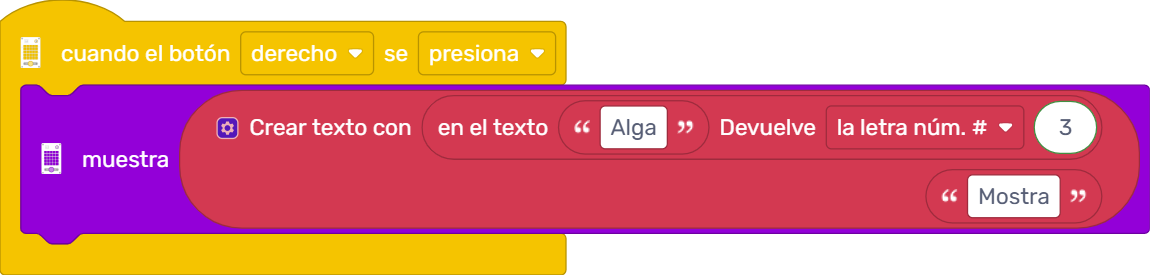 cuando el botón derecho se presiona
Crear texto con en el texto “ Alga ” Devuelve la letra núm. # 3
muestra
“ Mostra ”